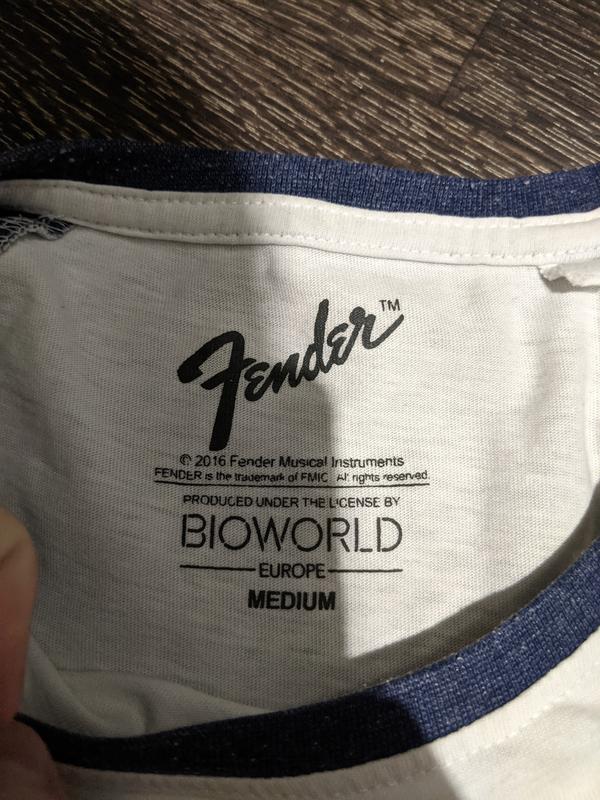 Fender™
© 2016 Fender Musical Instruments
FENDER is the trademark of FMIC All rights reserved.
PRODUCED UNDER THE LICENSE BY
BIOWORLD
EUROPE
MEDIUM